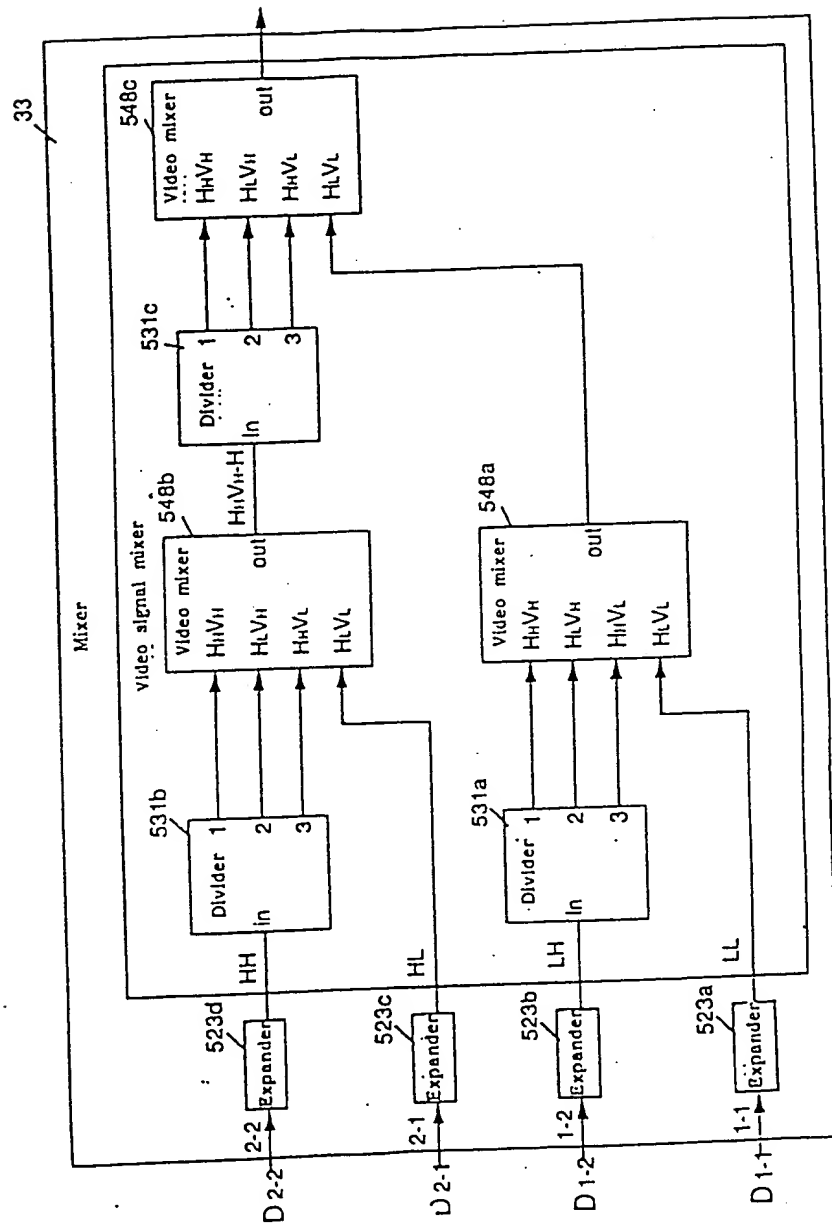 33
Mixer
Video signal mixer
548c
Video mixer
HHVH
HLVH
HHVL
HLVL
out
531c
Divider
In
1
2
3
HHVH-H
548b
Video mixer
HHVH
HLVH
HHVL
HLVL
out
531b
Divider
in
1
2
3
548a
Video mixer
HHVH
HLVH
HHVL
HLVL
out
531a
Divider
In
1
2
3
HH
HL
LH
LL
523d
Expander
523c
Expander
523b
Expander
523a
Expander
2-2
D2-2
2-1
D2-1
1-2
D1-2
1-1
D1-1